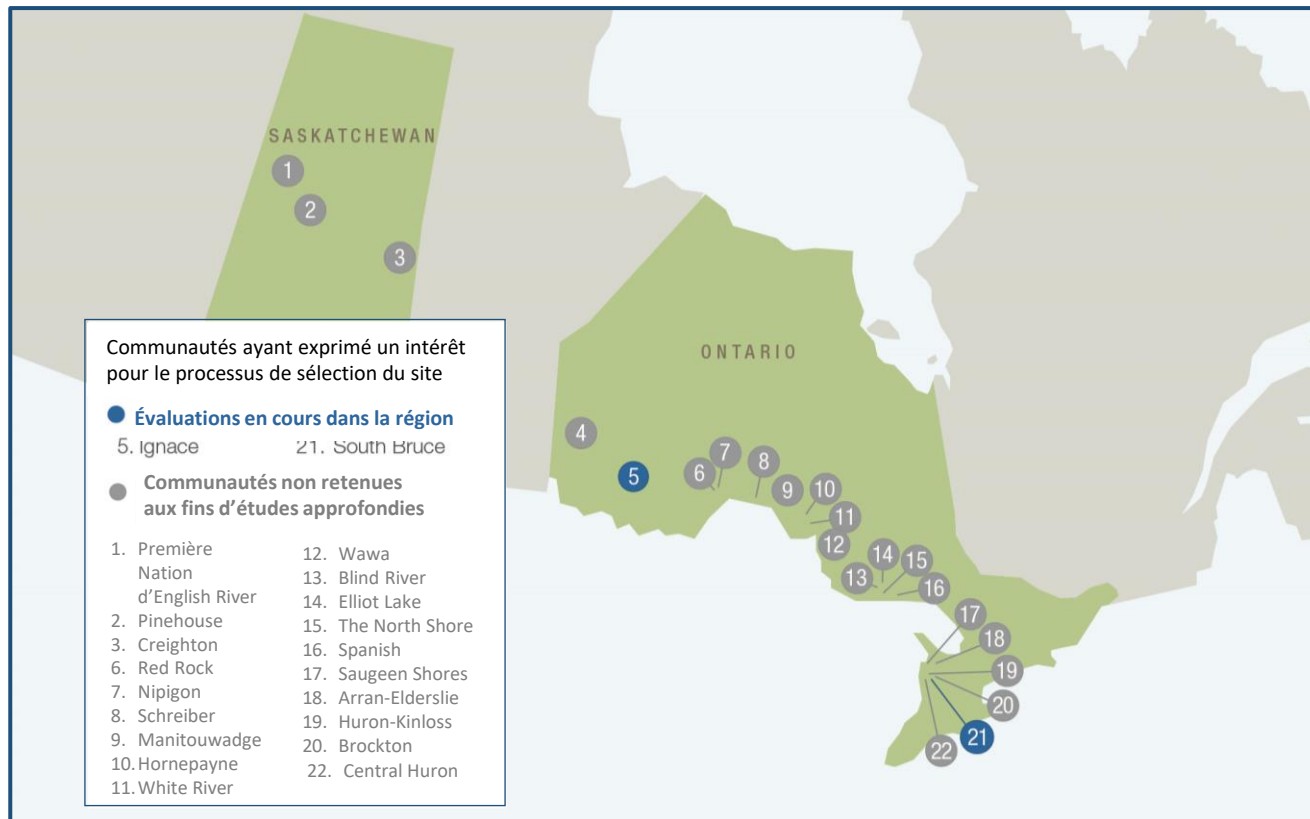 SASKATCHEWAN
1
2
3
ONTARIO
4
5
6
7
8
9
10
11
12
13
14
15
16
17
18
19
20
21
22
Communautés ayant exprimé un intérêt
pour le processus de sélection du site
Évaluations en cours dans la région
5. Ignace
21. South Bruce
Communautés non retenues
aux fins d’études approfondies
1. Première
Nation
d’English River
2. Pinehouse
3. Creighton
6. Red Rock
7. Nipigon
8. Schreiber
9. Manitouwadge
10. Hornepayne
11. White River
12. Wawa
13. Blind River
14. Elliot Lake
15. The North Shore
16. Spanish
17. Saugeen Shores
18. Arran-Elderslie
19. Huron-Kinloss
20. Brockton
22. Central Huron